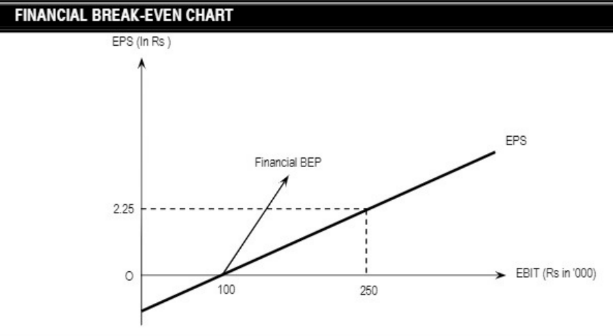 FINANCIAL BREAK-EVEN CHART
EPS (In Rs )
EPS
Financial BEP
2.25
O
EBIT (Rs in '000)
100
250